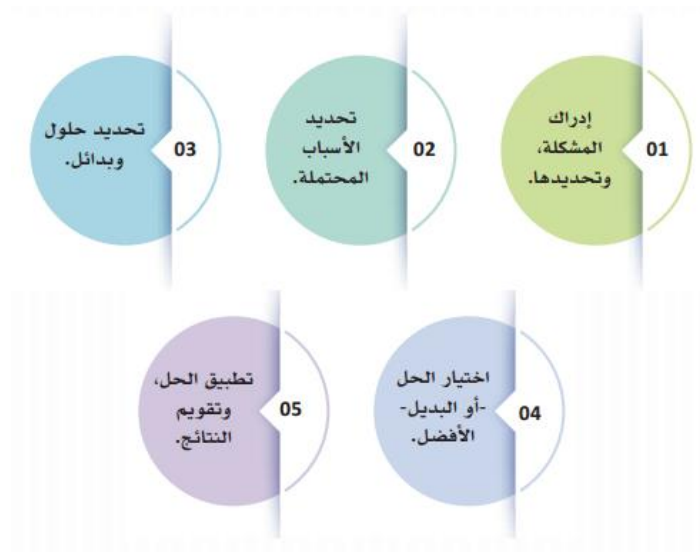 01
إدراك
المشكلة،
وتحديدها.
02
تحديد
الأسباب
المحتملة.
03
تحديد حلول
وبدائل.
04
اختيار الحل
-أو البديل-
الأفضل.
05
تطبيق الحل،
وتقويم
النتائج.